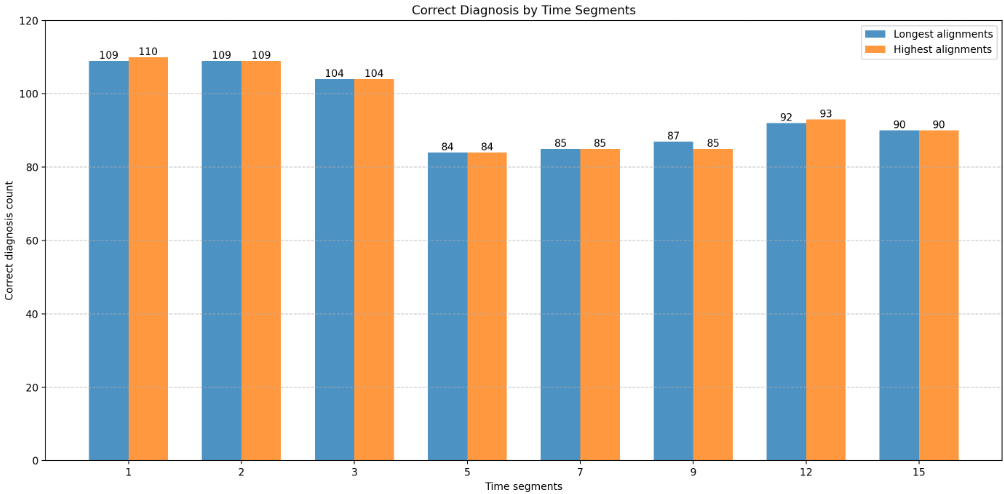 Correct Diagnosis by Time Segments
Longest alignments
Highest alignments
Correct diagnosis count
120
100
80
60
40
20
0
109 110
109 109
104 104
84 84
85 85
87 85
92 93
90 90
1 2 3 5 7 9 12 15
Time segments